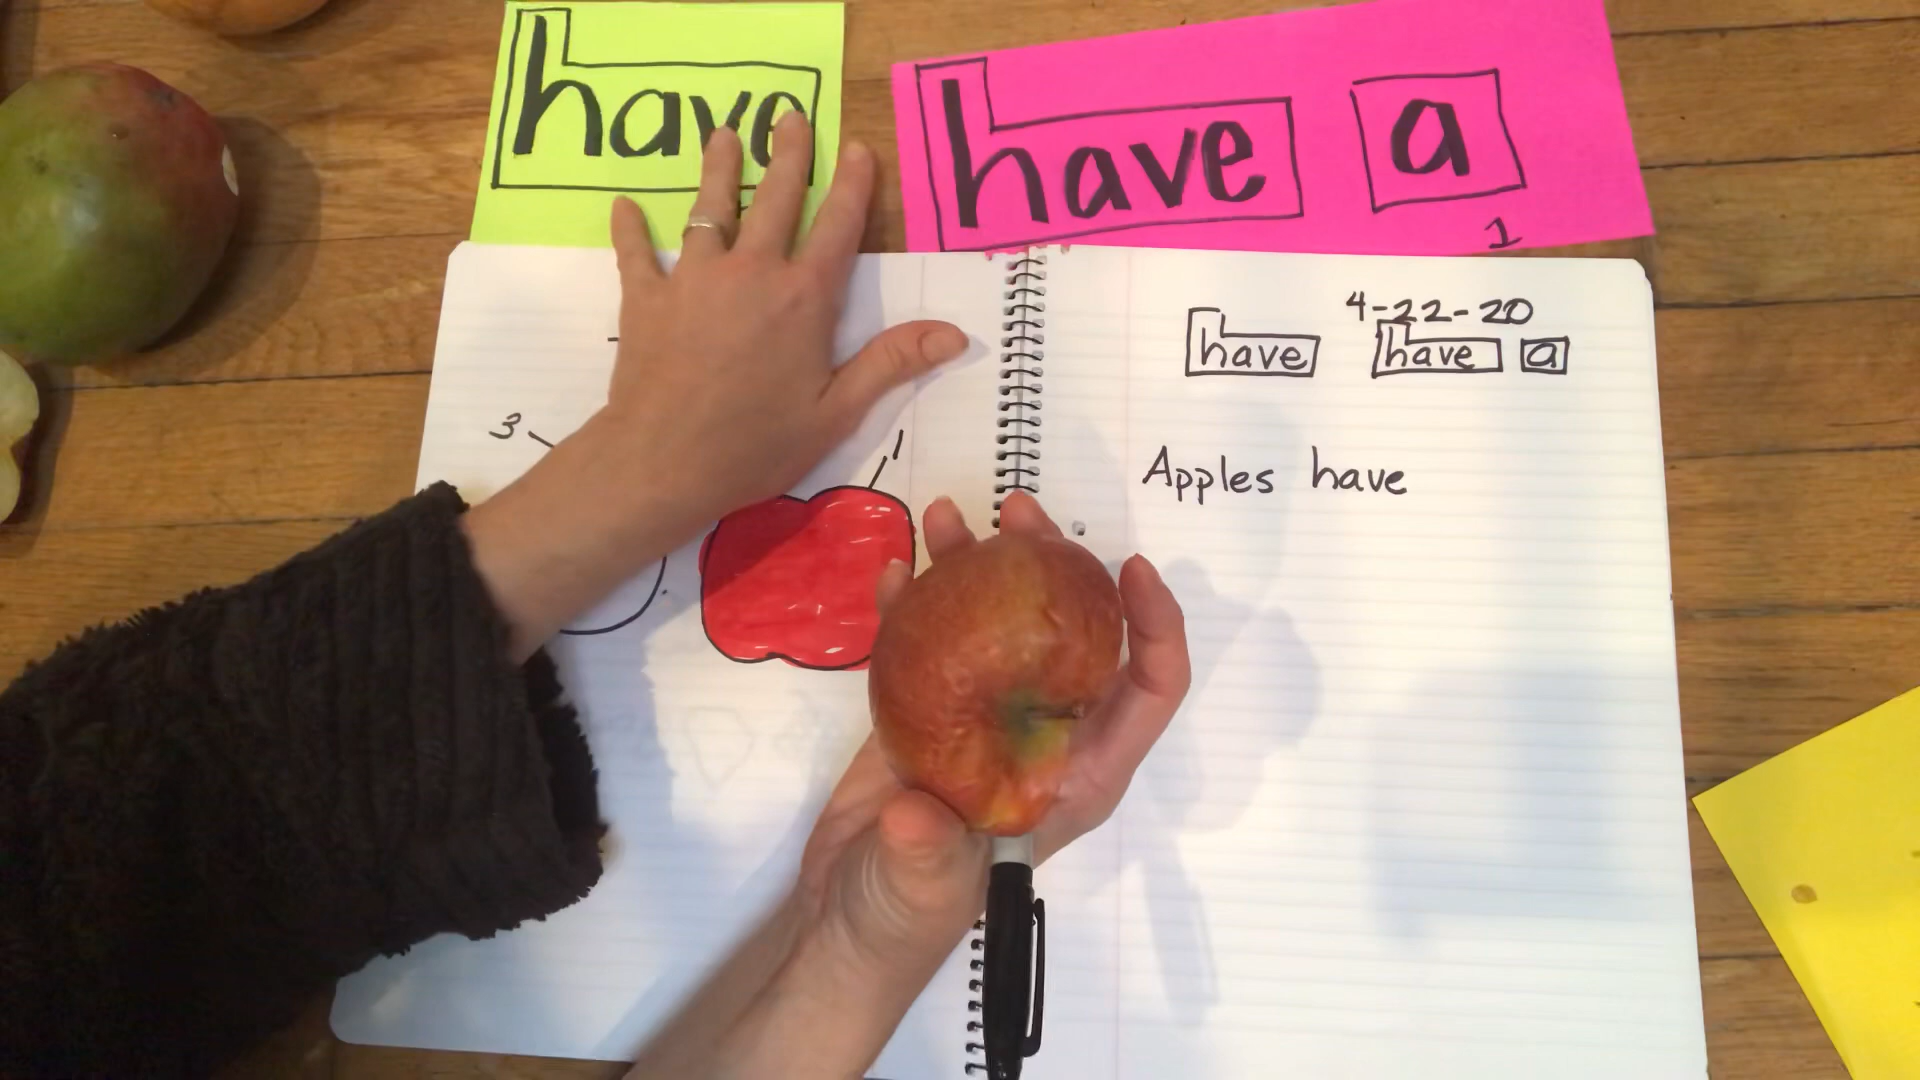 have
have a
1
4-22-20
have have a
3
1
Apples have